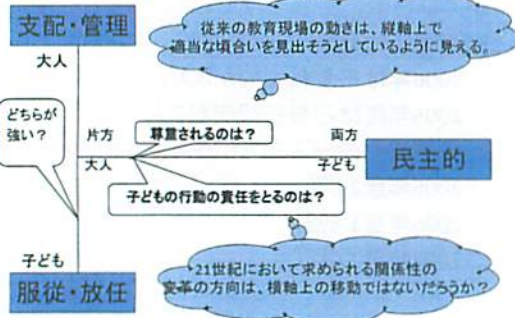 支配・管理
従来の教育現場の動きは、縦軸上で
適当な頃合いを見出そうとしているように見える。
大人
どちらが
強い?
片方
尊重されるのは?
両方
大人
子ども
民主的
子どもの行動の責任をとるのは?
子ども
服従・放任
21世紀において求められる関係性の
変革の方向は、横軸上の移動ではないだろうか?